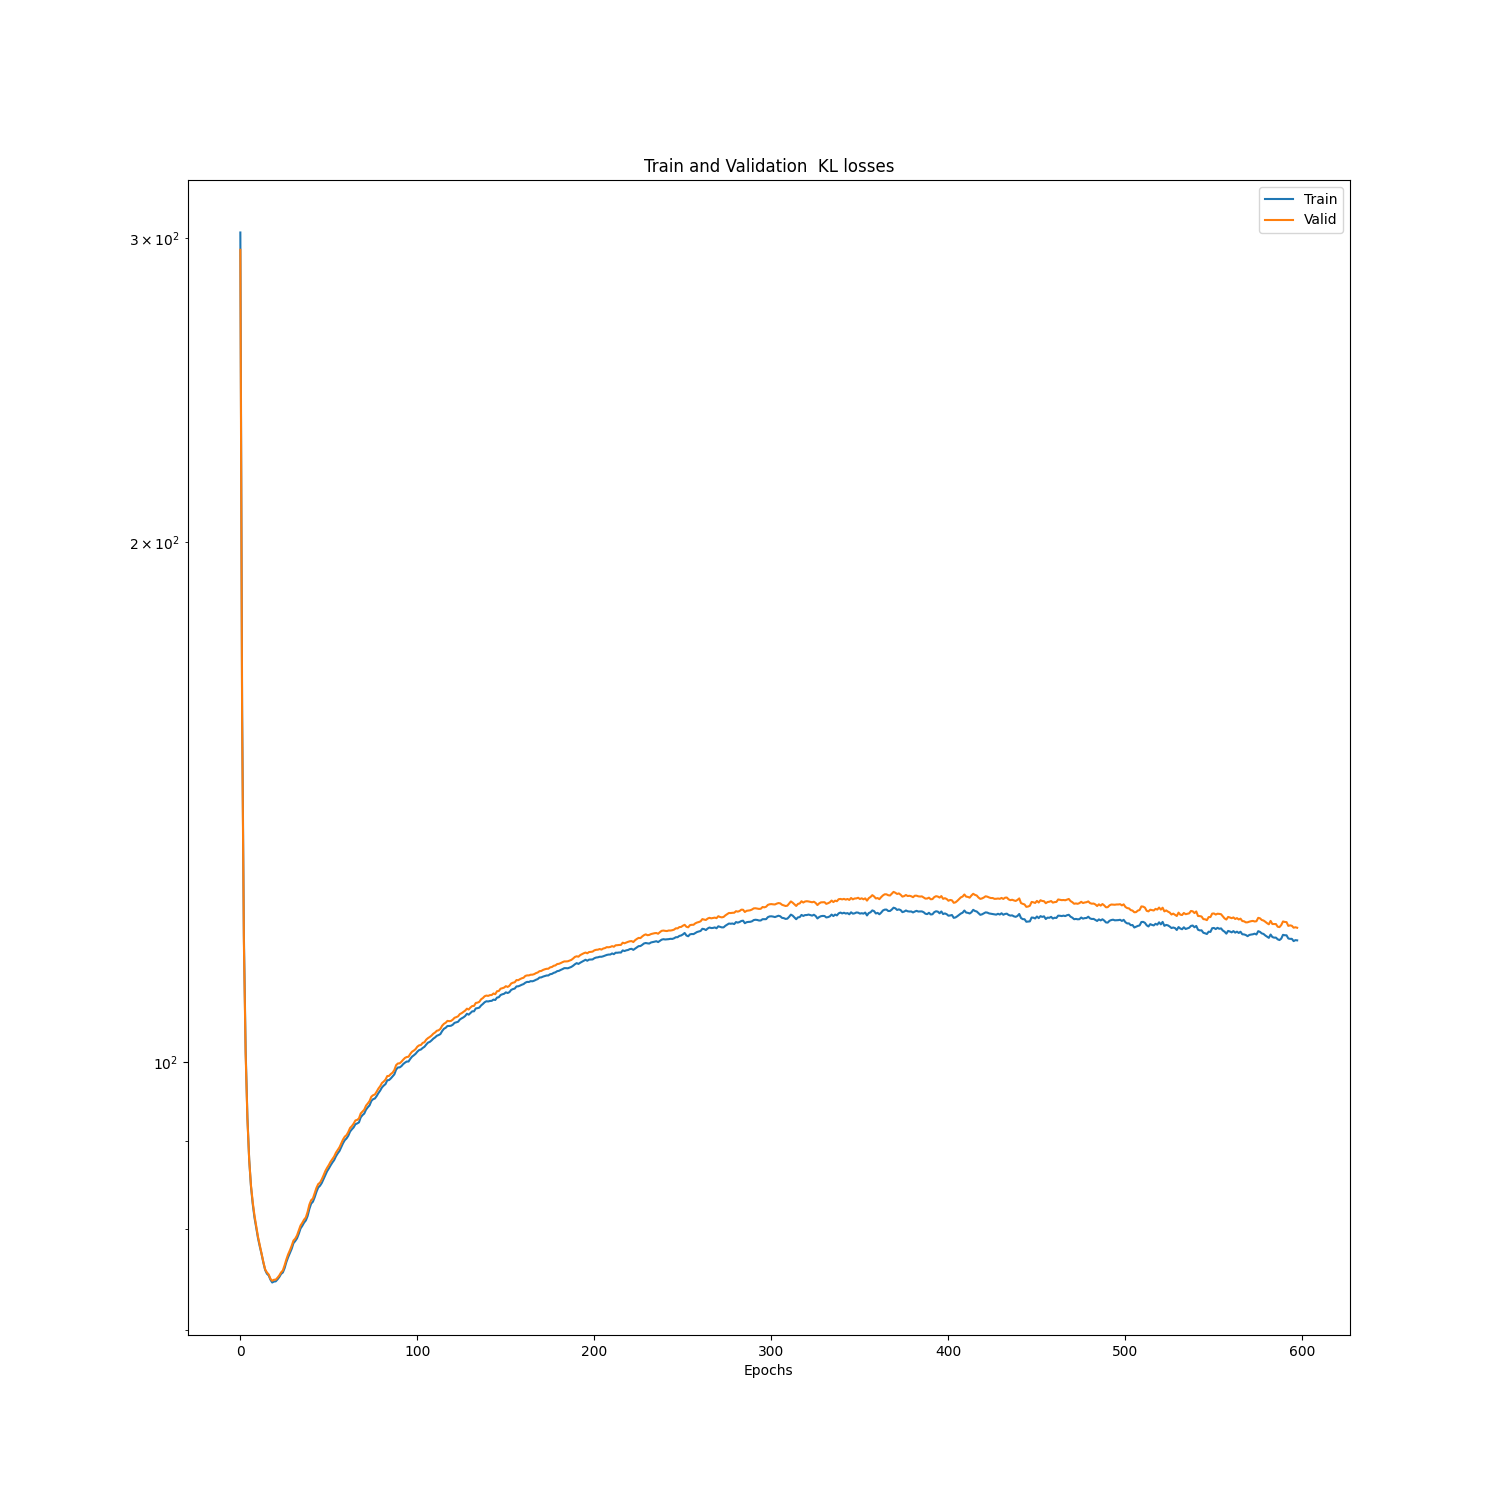 Train and Validation  KL losses
Train
Valid
3 × 10²
2 × 10²
10²
0 100 200 300 400 500 600
Epochs